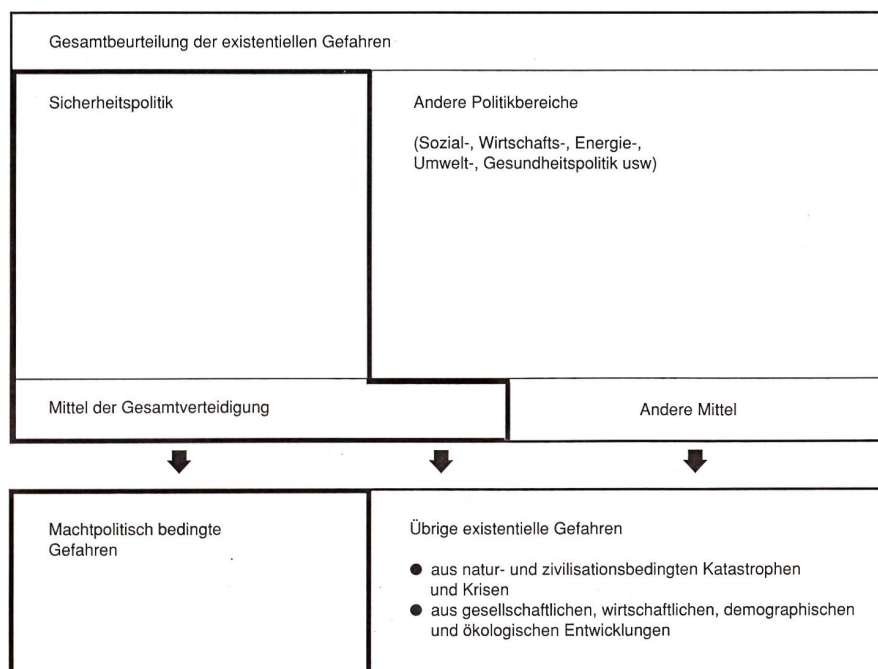 Gesamtbeurteilung der existentiellen Gefahren
Sicherheitspolitik
Andere Politikbereiche
(Sozial-, Wirtschafts-, Energie-,
Umwelt-, Gesundheitspolitik usw)
Mittel der Gesamtverteidigung
Andere Mittel
Machtpolitisch bedingte
Gefahren
Übrige existentielle Gefahren
● aus natur- und zivilisationsbedingten Katastrophen
und Krisen
● aus gesellschaftlichen, wirtschaftlichen, demographischen
und ökologischen Entwicklungen